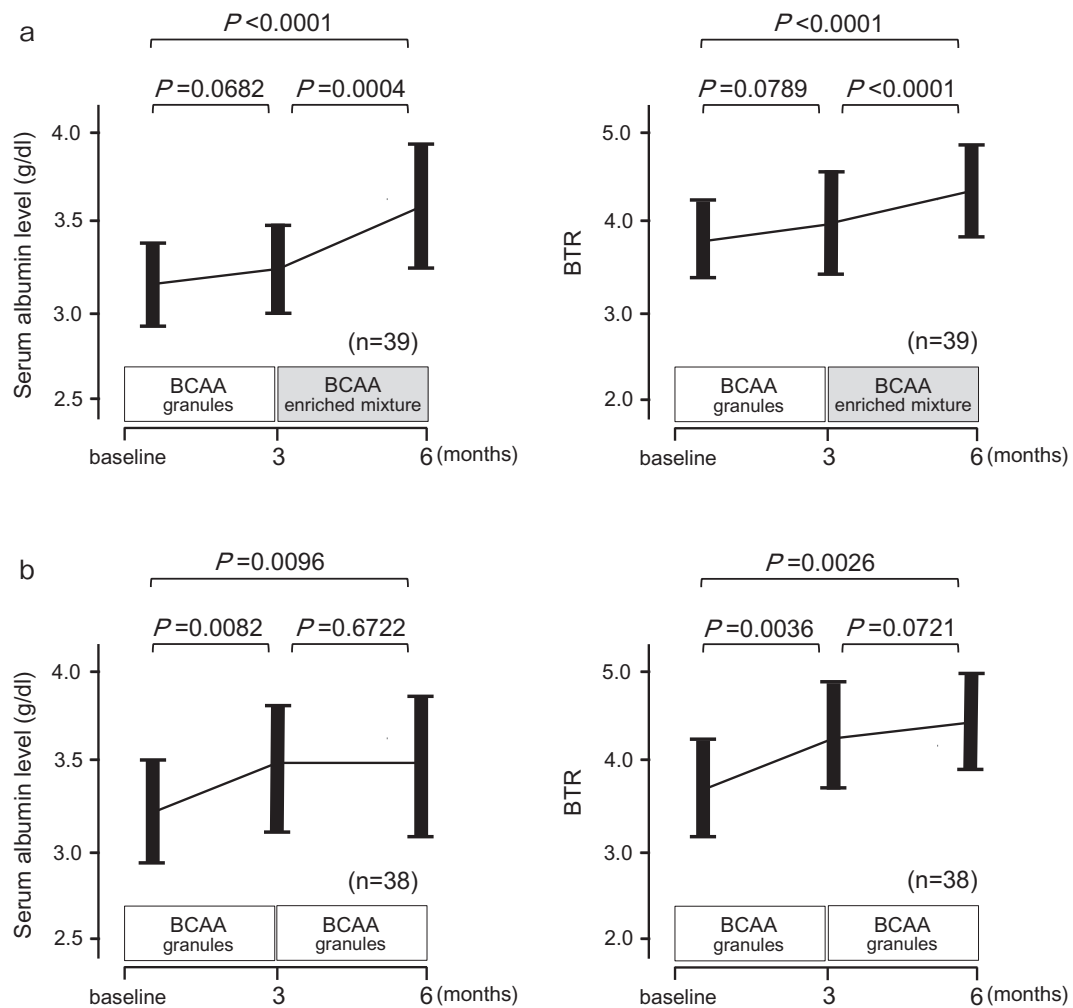 a
P <0.0001
P =0.0682 P =0.0004
Serum albumin level (g/dl)
4.0
3.5
3.0
2.5
(n=39)
BCAA
granules
BCAA
enriched mixture
baseline 3 6 (months)
P <0.0001
P =0.0789 P <0.0001
BTR
5.0
4.0
3.0
2.0
(n=39)
BCAA
granules
BCAA
enriched mixture
baseline 3 6 (months)
b
P =0.0096
P =0.0082 P =0.6722
Serum albumin level (g/dl)
4.0
3.5
3.0
2.5
(n=38)
BCAA
granules
BCAA
granules
baseline 3 6 (months)
P =0.0026
P =0.0036 P =0.0721
BTR
5.0
4.0
3.0
2.0
(n=38)
BCAA
granules
BCAA
granules
baseline 3 6 (months)